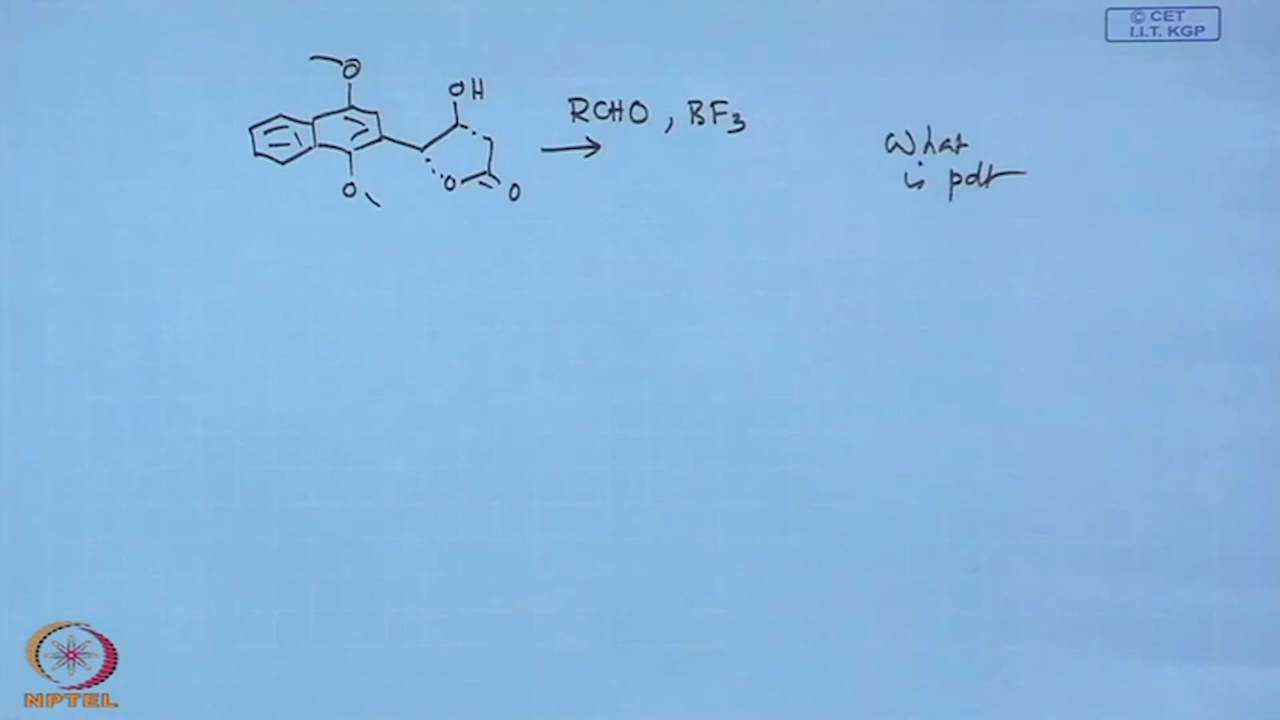 © CET
I.I.T. KGP
O
OH
RCHO, BF3
What
is pdt
O
O
O
NPTEL